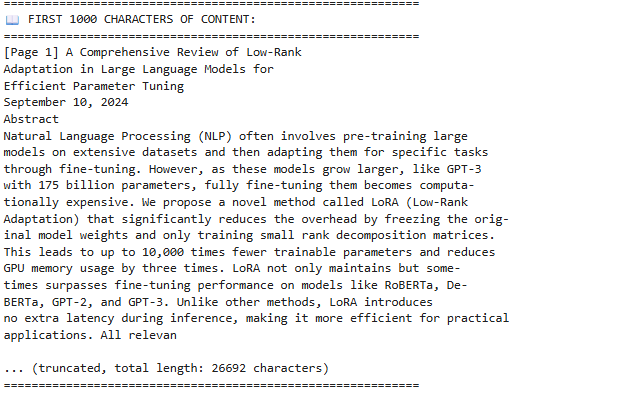 ============================================================
📖 FIRST 1000 CHARACTERS OF CONTENT:
============================================================
[Page 1] A Comprehensive Review of Low-Rank
Adaptation in Large Language Models for
Efficient Parameter Tuning
September 10, 2024
Abstract
Natural Language Processing (NLP) often involves pre-training large
models on extensive datasets and then adapting them for specific tasks
through fine-tuning. However, as these models grow larger, like GPT-3
with 175 billion parameters, fully fine-tuning them becomes computa-
tionally expensive. We propose a novel method called LoRA (Low-Rank
Adaptation) that significantly reduces the overhead by freezing the orig-
inal model weights and only training small rank decomposition matrices.
This leads to up to 10,000 times fewer trainable parameters and reduces
GPU memory usage by three times. LoRA not only maintains but some-
times surpasses fine-tuning performance on models like RoBERTa, De-
BERTa, GPT-2, and GPT-3. Unlike other methods, LoRA introduces
no extra latency during inference, making it more efficient for practical
applications. All relevan
... (truncated, total length: 26692 characters)
============================================================